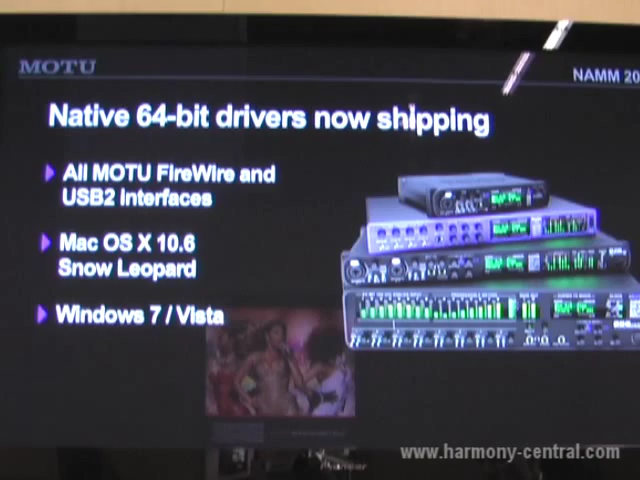 MOTU
NAMM 20
Native 64-bit drivers now shipping
All MOTU FireWire and
USB2 interfaces
Mac OS X 10.6
Snow Leopard
Windows 7 / Vista
Pioneer
www.harmony-central.com